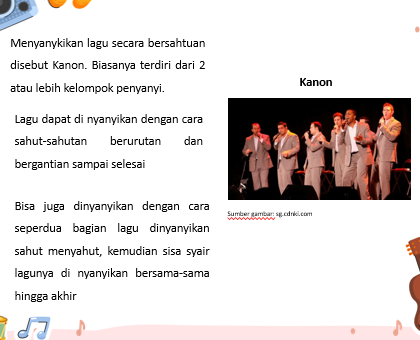 Menyanykikan lagu secara bersahtuan
disebut Kanon. Biasanya terdiri dari 2
atau lebih kelompok penyanyi.
Lagu dapat di nyanyikan dengan cara
sahut-sahutan berurutan dan
bergantian sampai selesai
Bisa juga dinyanyikan dengan cara
seperdua bagian lagu dinyanyikan
sahut menyahut, kemudian sisa syair
lagunya di nyanyikan bersama-sama
hingga akhir
Kanon
Sumber gambar: sg.cdnki.com